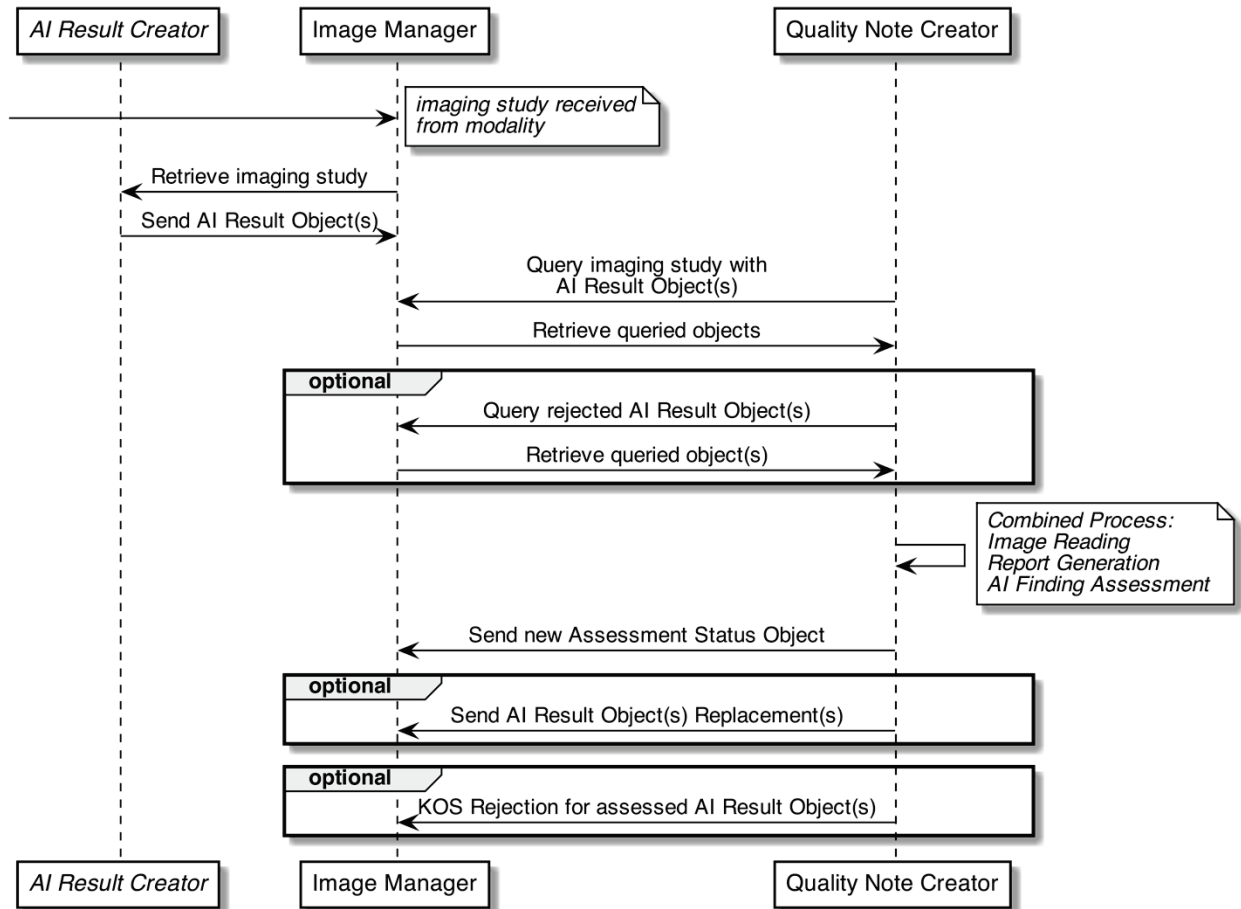 AI Result Creator
Image Manager
Quality Note Creator
imaging study received
from modality
Retrieve imaging study
Send AI Result Object(s)
Query imaging study with
AI Result Object(s)
Retrieve queried objects
optional
Query rejected AI Result Object(s)
Retrieve queried object(s)
Combined Process:
Image Reading
Report Generation
AI Finding Assessment
Send new Assessment Status Object
optional
Send AI Result Object(s) Replacement(s)
optional
KOS Rejection for assessed AI Result Object(s)
AI Result Creator
Image Manager
Quality Note Creator